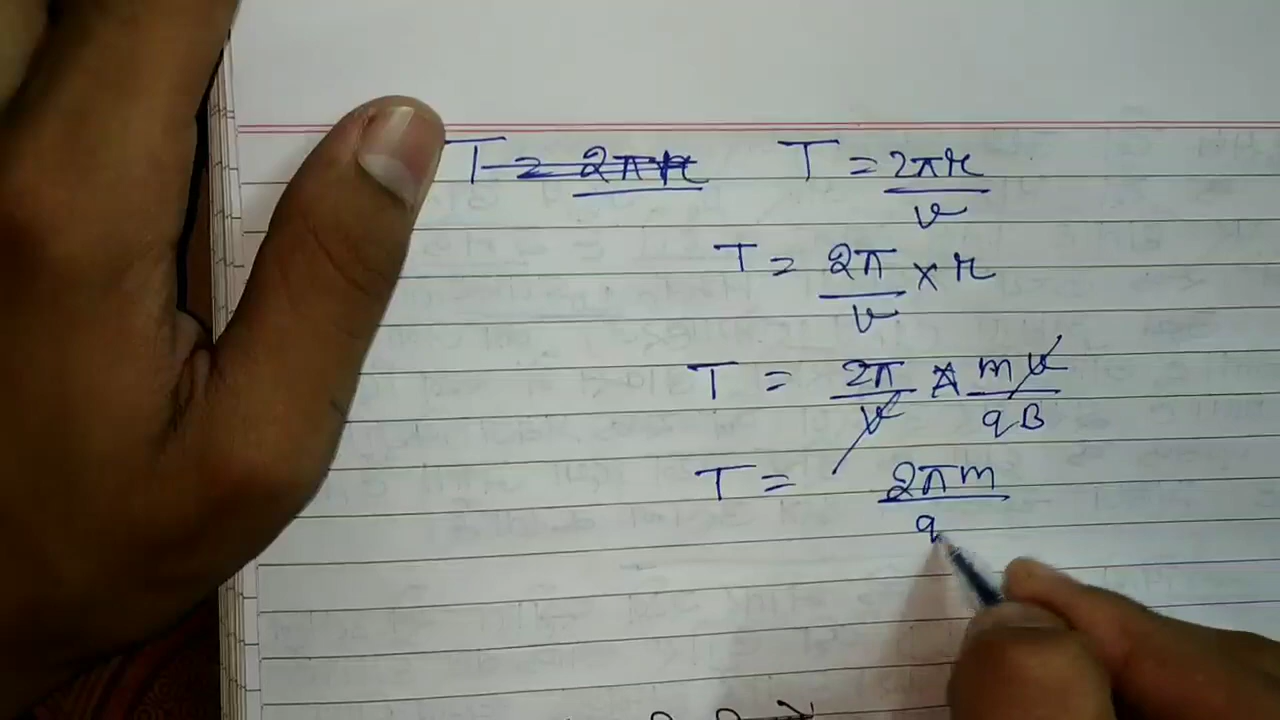 T = 2πr T = 2πr/v
T = 2π/v × r
T = 2π/v × mv/qB
T = 2πm/q